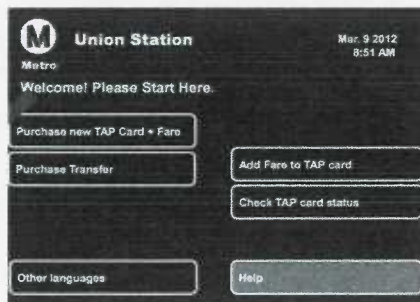 M Union Station
Metro
Mar. 9 2012
8:51 AM
Welcome! Please Start Here.
Purchase new TAP Card + Fare
Purchase Transfer
Add Fare to TAP card
Check TAP card status
Other languages
Help